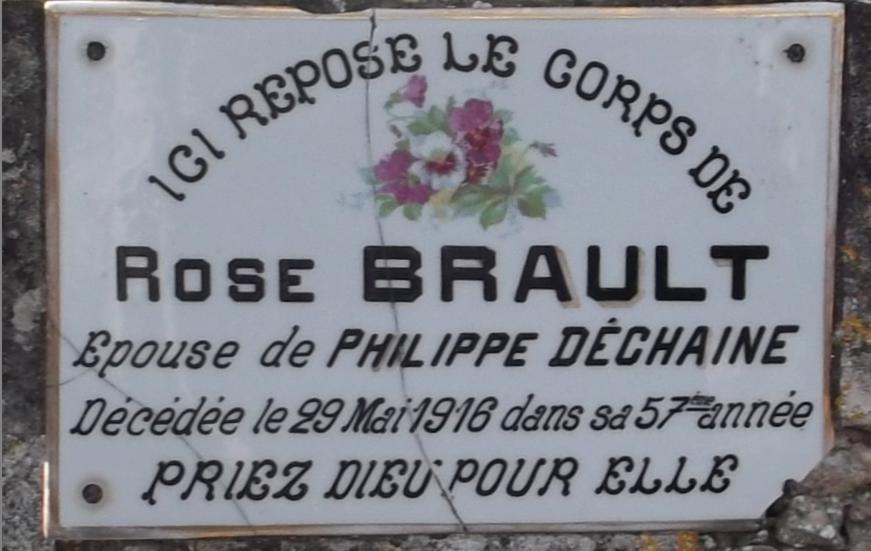 ICI REPOSE LE CORPS DE
ROSE BRAULT
Epouse de PHILIPPE DÉCHAINE
Décédée le 29 Mai 1916 dans sa 57ème année
PRIEZ DIEU POUR ELLE